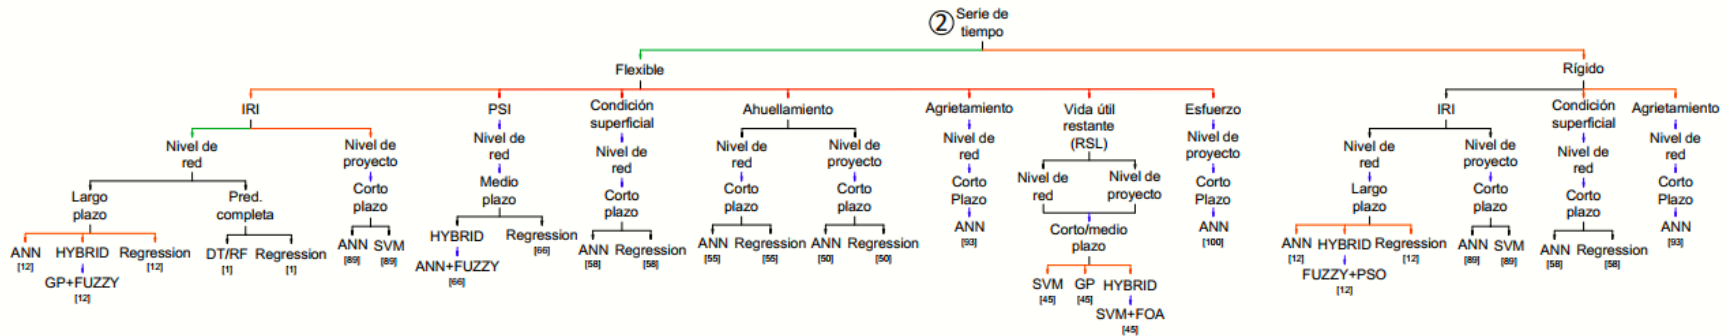 ② Serie de
tiempo
Flexible
Rígido
IRI
PSI
Condición
superficial
Ahuellamiento
Agrietamiento
Vida útil
restante
(RSL)
Esfuerzo
IRI
Condición
superficial
Agrietamiento
Nivel de
red
Nivel de
proyecto
Nivel de
red
Nivel de
red
Nivel de
red
Nivel de
proyecto
Nivel de
red
Nivel de
red
Nivel de
proyecto
Nivel de
proyecto
Nivel de
red
Nivel de
proyecto
Nivel de
red
Nivel de
red
Largo
plazo
Pred.
completa
Corto
plazo
Medio
plazo
Corto
plazo
Corto
plazo
Corto
plazo
Corto
Plazo
Corto/medio
plazo
Corto
Plazo
Largo
plazo
Corto
plazo
Corto
plazo
Corto
Plazo
ANN
[12]
HYBRID
GP+FUZZY
[12]
Regression
[12]
DT/RF
[1]
Regression
[1]
ANN
[89]
SVM
[89]
HYBRID
ANN+FUZZY
[66]
Regression
[66]
ANN
[58]
Regression
[58]
ANN
[55]
Regression
[55]
ANN
[50]
Regression
[50]
ANN
[93]
SVM
[45]
GP
[45]
HYBRID
SVM+FOA
[45]
ANN
[100]
ANN
[12]
HYBRID
FUZZY+PSO
[12]
Regression
[12]
ANN
[89]
SVM
[89]
ANN
[58]
Regression
[58]
ANN
[93]